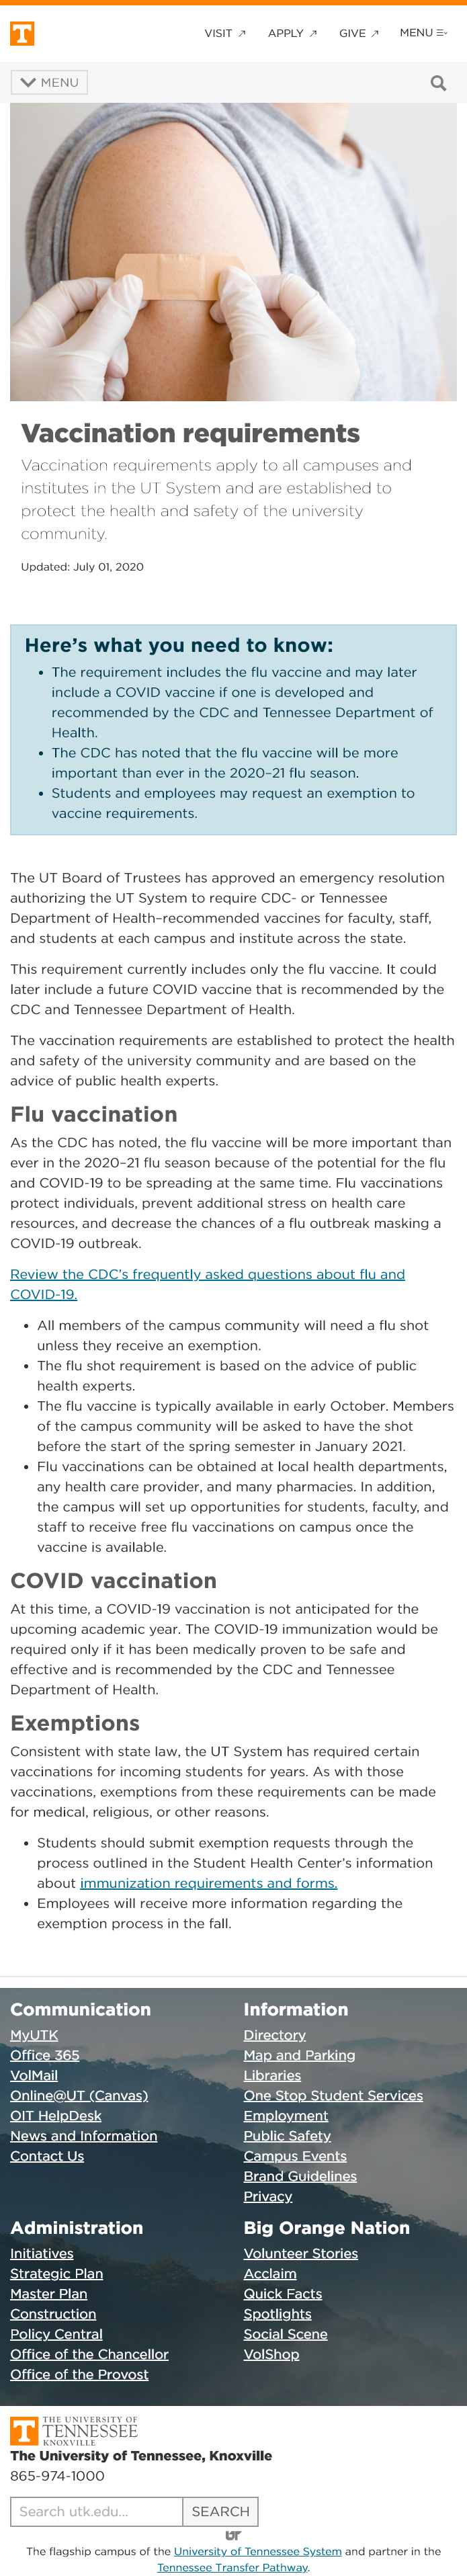 T
VISIT ↗ APPLY ↗ GIVE ↗ MENU
MENU
Vaccination requirements
Vaccination requirements apply to all campuses and
institutes in the UT System and are established to
protect the health and safety of the university
community.
Updated: July 01, 2020
Here’s what you need to know:
• The requirement includes the flu vaccine and may later
include a COVID vaccine if one is developed and
recommended by the CDC and Tennessee Department of
Health.
• The CDC has noted that the flu vaccine will be more
important than ever in the 2020–21 flu season.
• Students and employees may request an exemption to
vaccine requirements.
The UT Board of Trustees has approved an emergency resolution
authorizing the UT System to require CDC- or Tennessee
Department of Health–recommended vaccines for faculty, staff,
and students at each campus and institute across the state.
This requirement currently includes only the flu vaccine. It could
later include a future COVID vaccine that is recommended by the
CDC and Tennessee Department of Health.
The vaccination requirements are established to protect the health
and safety of the university community and are based on the
advice of public health experts.
Flu vaccination
As the CDC has noted, the flu vaccine will be more important than
ever in the 2020–21 flu season because of the potential for the flu
and COVID-19 to be spreading at the same time. Flu vaccinations
protect individuals, prevent additional stress on health care
resources, and decrease the chances of a flu outbreak masking a
COVID-19 outbreak.
Review the CDC’s frequently asked questions about flu and
COVID-19.
• All members of the campus community will need a flu shot
unless they receive an exemption.
• The flu shot requirement is based on the advice of public
health experts.
• The flu vaccine is typically available in early October. Members
of the campus community will be asked to have the shot
before the start of the spring semester in January 2021.
• Flu vaccinations can be obtained at local health departments,
any health care provider, and many pharmacies. In addition,
the campus will set up opportunities for students, faculty, and
staff to receive free flu vaccinations on campus once the
vaccine is available.
COVID vaccination
At this time, a COVID-19 vaccination is not anticipated for the
upcoming academic year. The COVID-19 immunization would be
required only if it has been medically proven to be safe and
effective and is recommended by the CDC and Tennessee
Department of Health.
Exemptions
Consistent with state law, the UT System has required certain
vaccinations for incoming students for years. As with those
vaccinations, exemptions from these requirements can be made
for medical, religious, or other reasons.
• Students should submit exemption requests through the
process outlined in the Student Health Center’s information
about immunization requirements and forms.
• Employees will receive more information regarding the
exemption process in the fall.
Communication
MyUTK
Office 365
VolMail
Online@UT (Canvas)
OIT HelpDesk
News and Information
Contact Us
Information
Directory
Map and Parking
Libraries
One Stop Student Services
Employment
Public Safety
Campus Events
Brand Guidelines
Privacy
Administration
Initiatives
Strategic Plan
Master Plan
Construction
Policy Central
Office of the Chancellor
Office of the Provost
Big Orange Nation
Volunteer Stories
Acclaim
Quick Facts
Spotlights
Social Scene
VolShop
T
THE UNIVERSITY OF
TENNESSEE
KNOXVILLE
The University of Tennessee, Knoxville
865-974-1000
Search utk.edu...
SEARCH
UT
The flagship campus of the University of Tennessee System and partner in the
Tennessee Transfer Pathway.